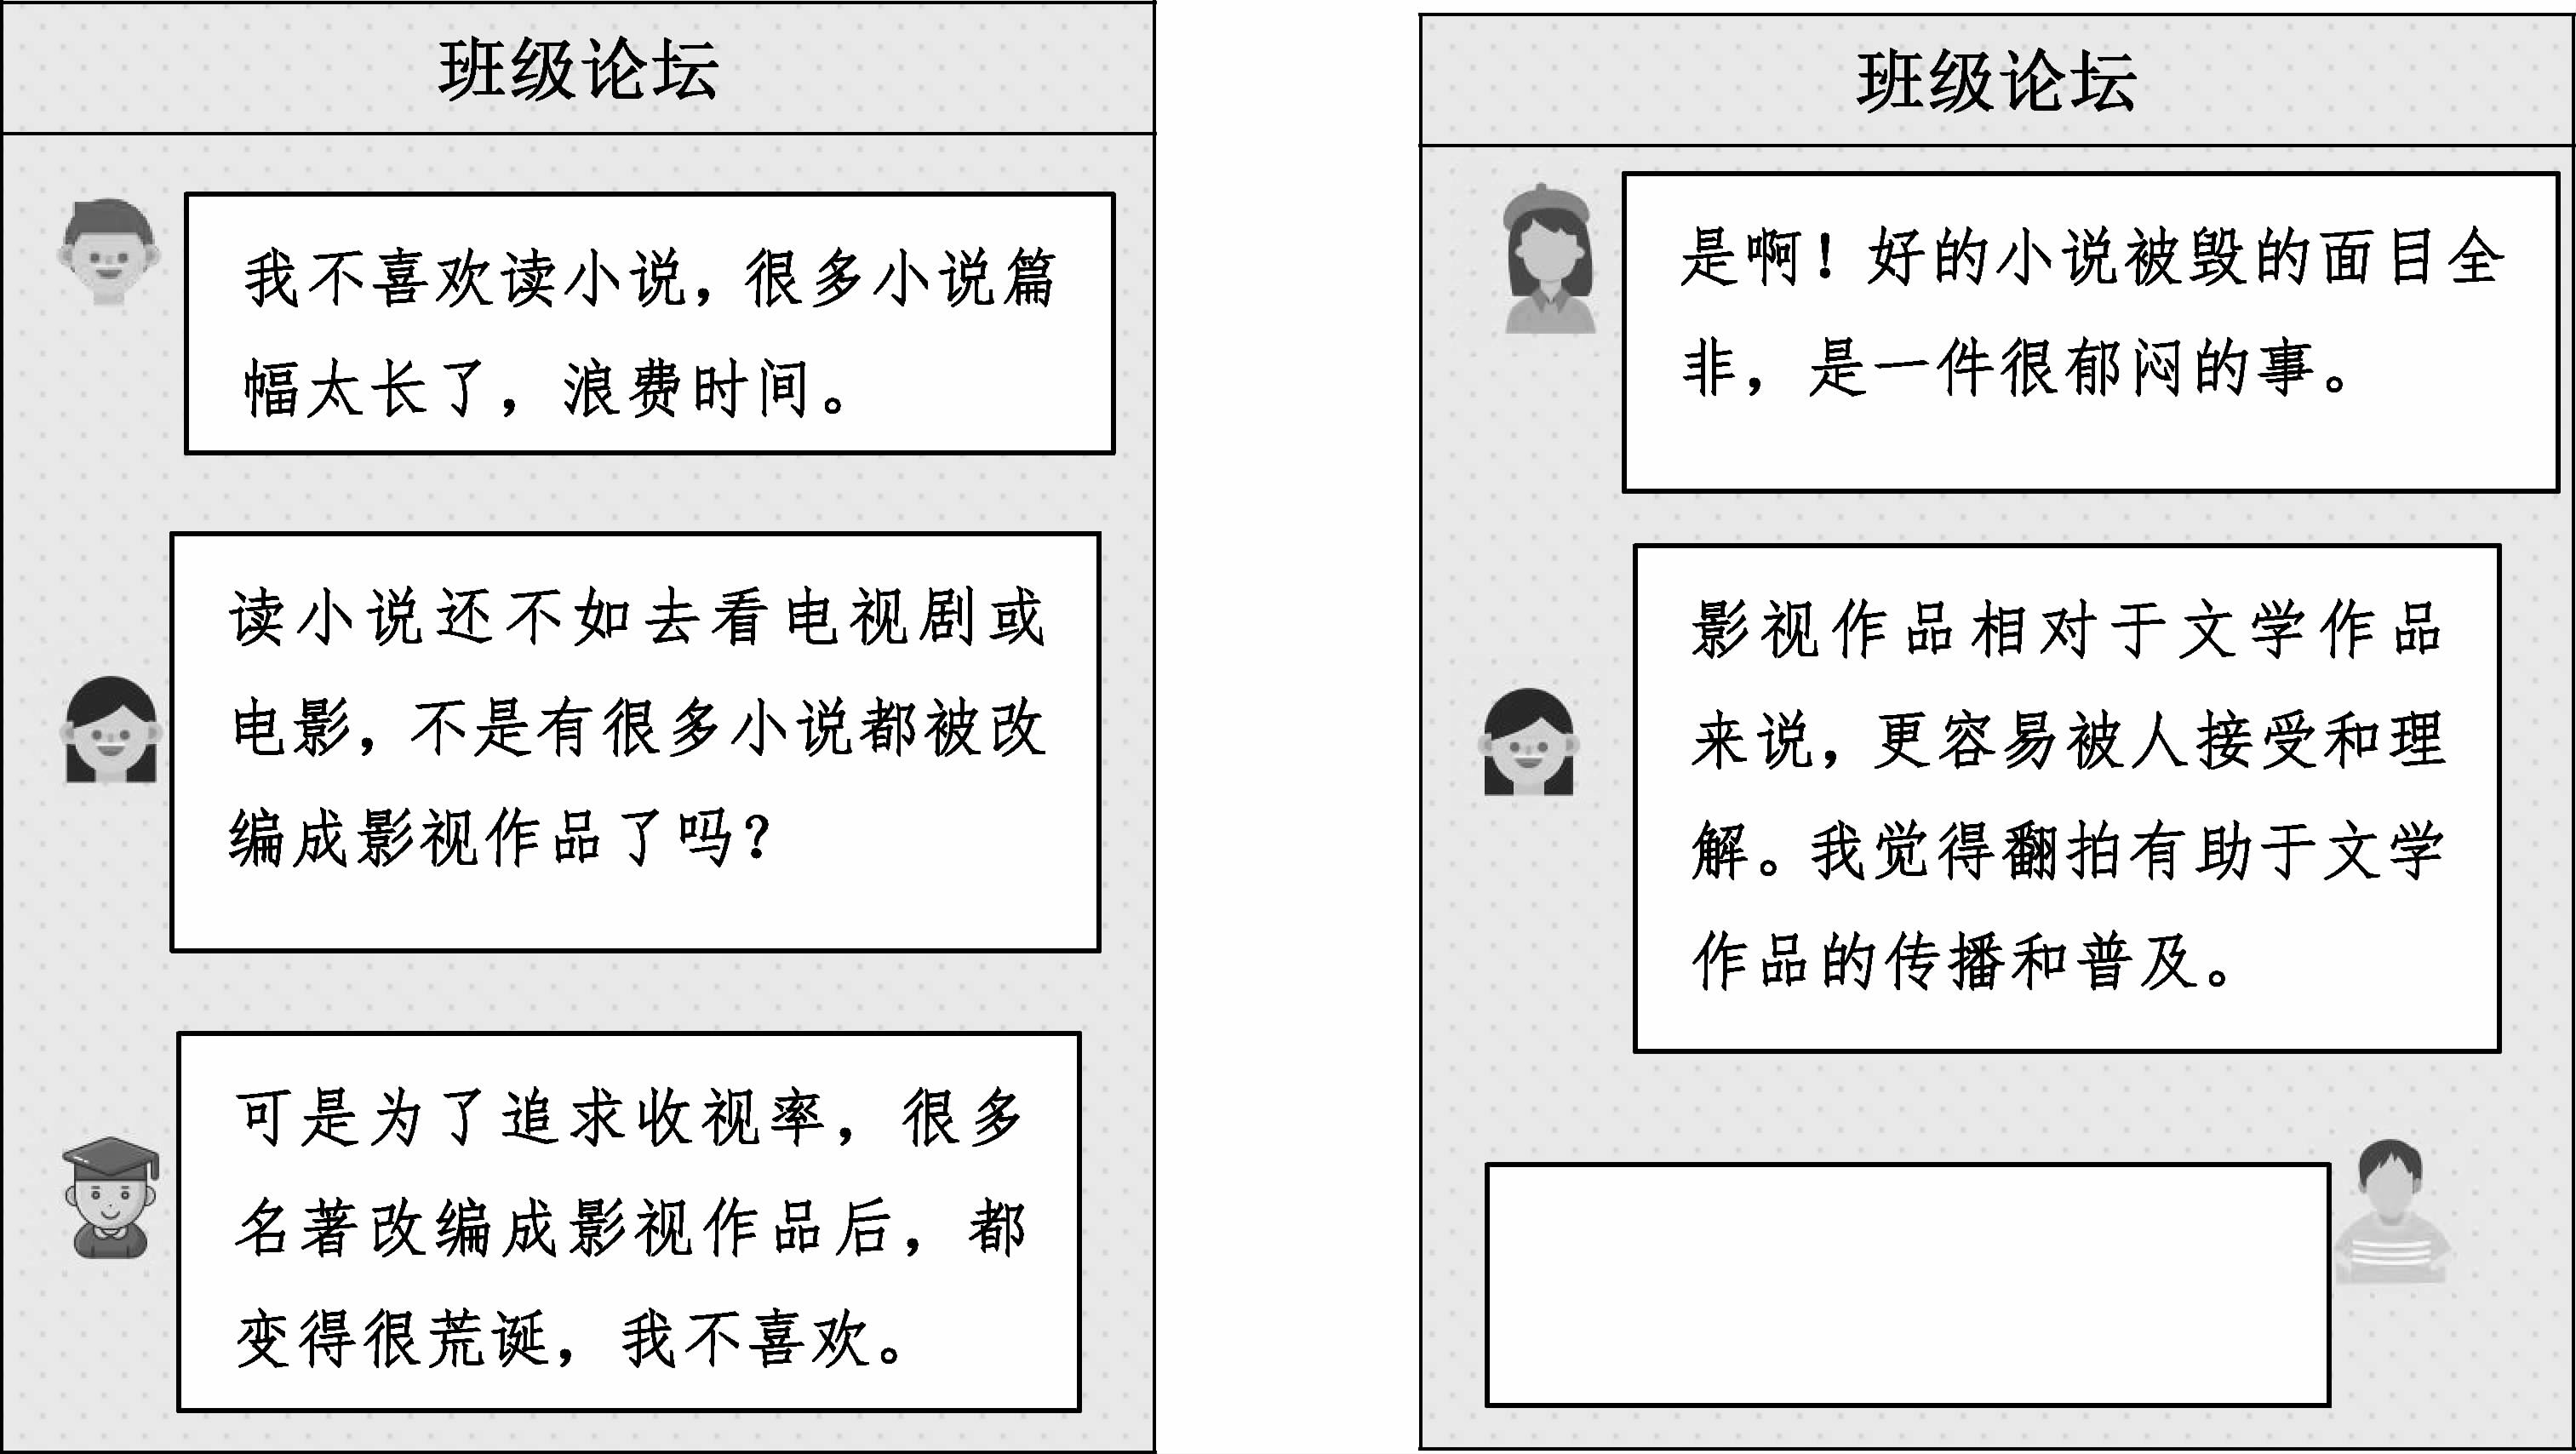 班级论坛
我不喜欢读小说，很多小说篇
幅太长了，浪费时间。
读小说还不如去看电视剧或
电影，不是有很多小说都被改
编成影视作品了吗？
可是为了追求收视率，很多
名著改编成影视作品后，都
变得很荒诞，我不喜欢。
班级论坛
是啊！好的小说被毁的面目全
非，是一件很郁闷的事。
影视作品相对于文学作品
来说，更容易被人接受和理
解。我觉得翻拍有助于文学
作品的传播和普及。